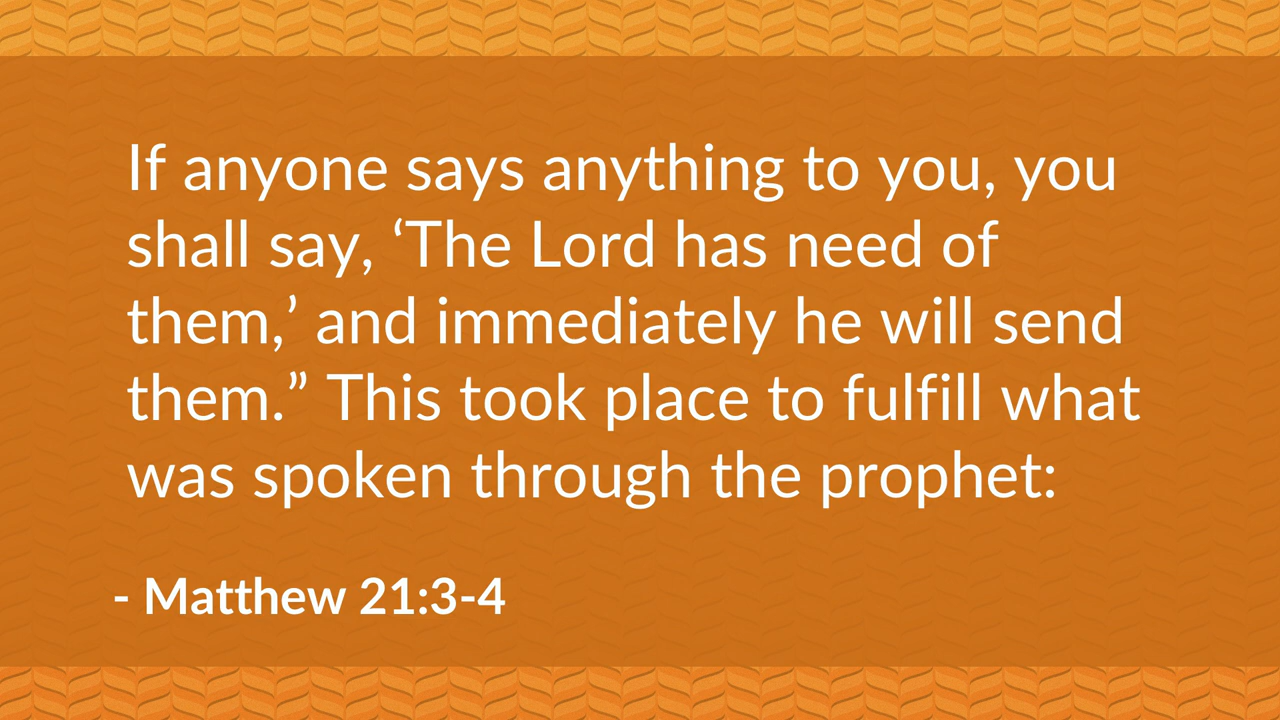 If anyone says anything to you, you
shall say, ‘The Lord has need of
them,’ and immediately he will send
them.” This took place to fulfill what
was spoken through the prophet:
- Matthew 21:3-4